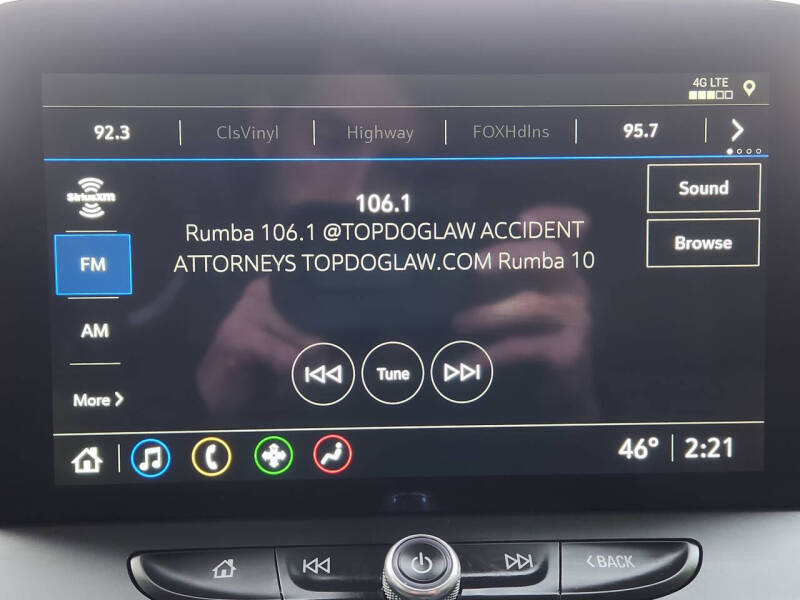 4G LTE
92.3 ClsVinyl Highway FOXHdlns 95.7
SiriusXM
106.1
Sound
Rumba 106.1 @TOPDOGLAW ACCIDENT
ATTORNEYS TOPDOGLAW.COM Rumba 10
Browse
FM
AM
Tune
More
46° 2:21
BACK